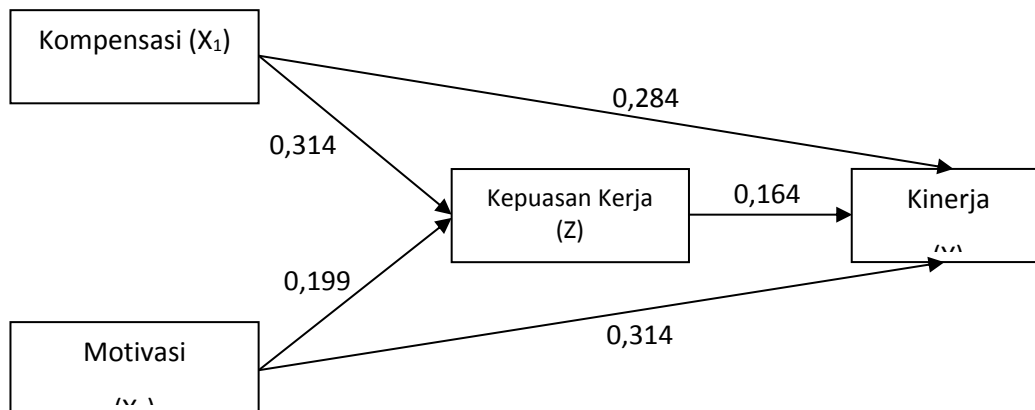 Kompensasi (X₁)
0,284
0,314
Kepuasan Kerja
(Z)
0,164
Kinerja
0,199
0,314
Motivasi